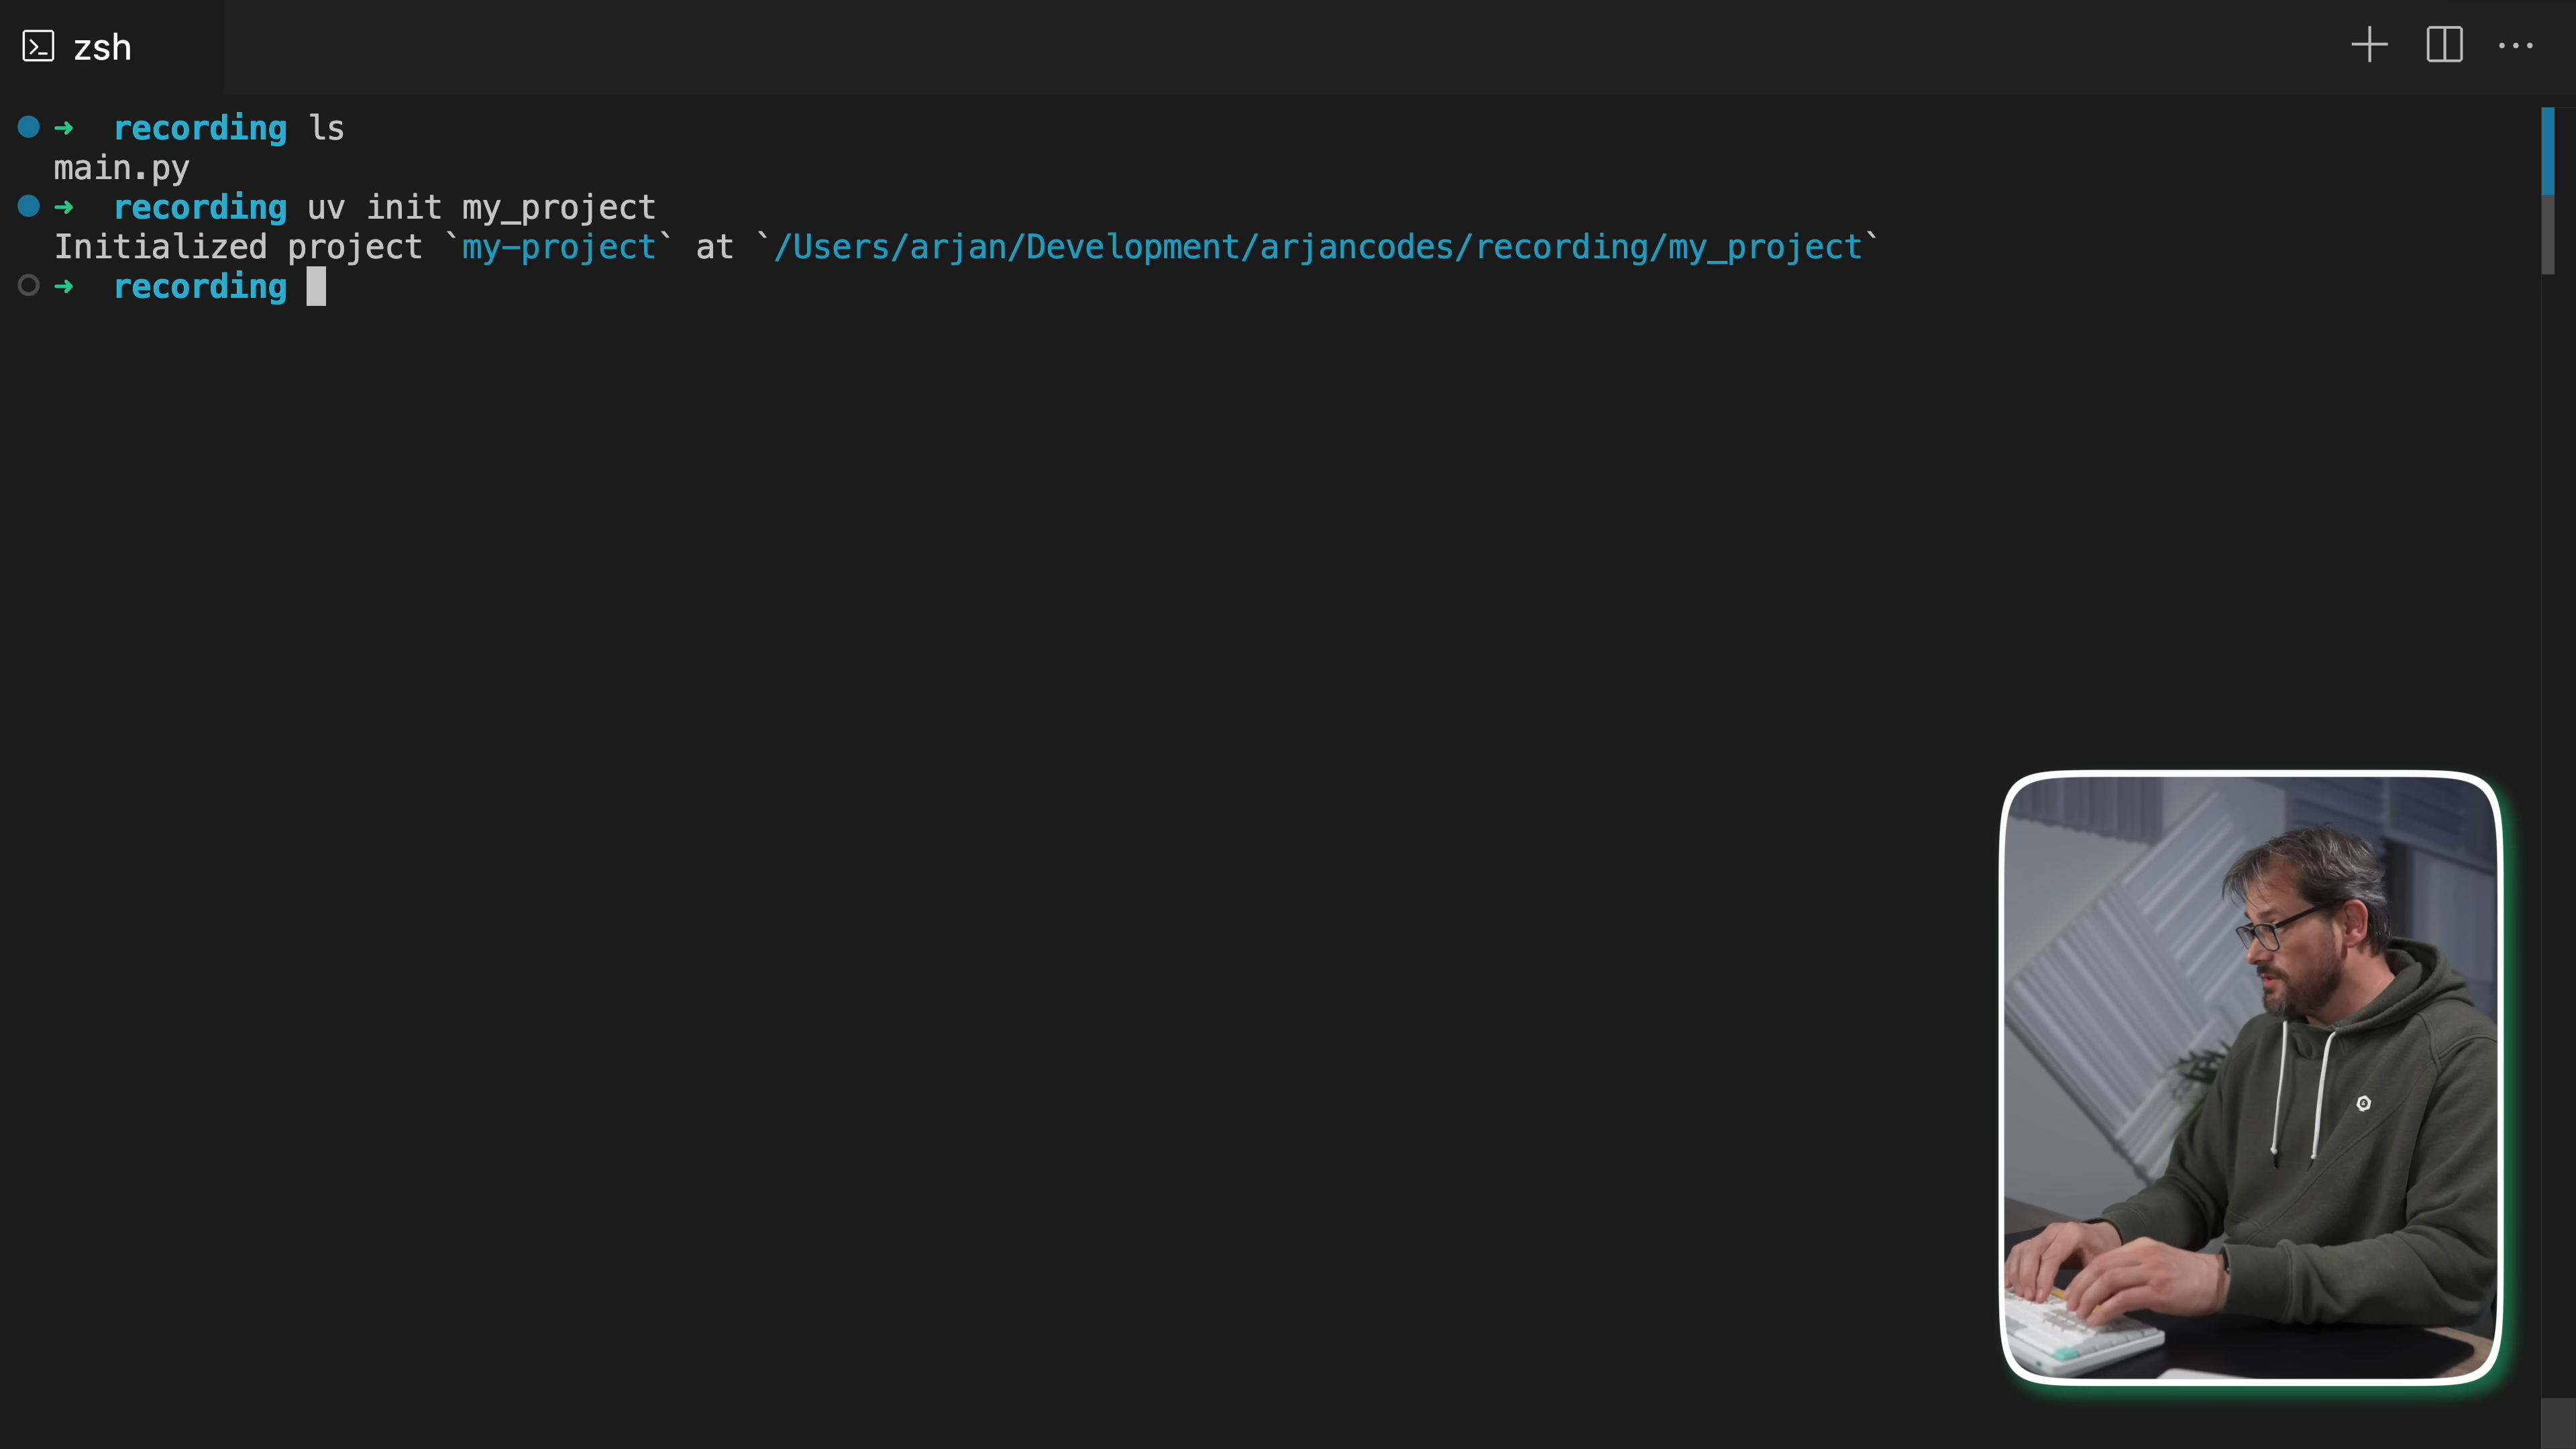 zsh
➜ recording ls
main.py
➜ recording uv init my_project
Initialized project `my-project` at `/Users/arjan/Development/arjancodes/recording/my_project`
➜ recording